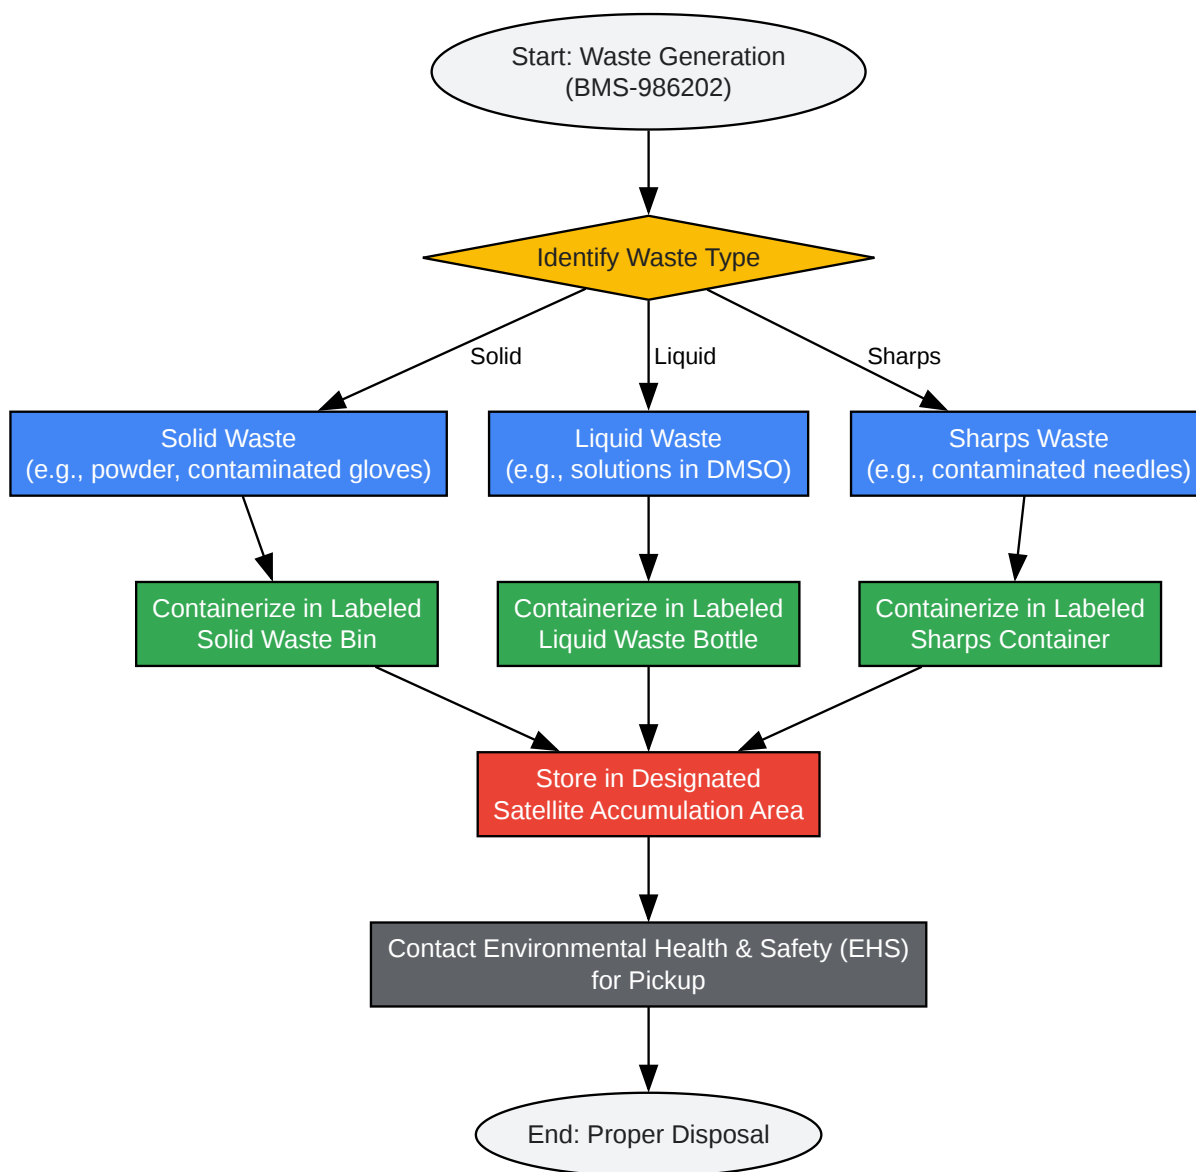 Start: Waste Generation
(BMS-986202)
Identify Waste Type
Solid
Liquid
Sharps
Solid Waste
(e.g., powder, contaminated gloves)
Liquid Waste
(e.g., solutions in DMSO)
Sharps Waste
(e.g., contaminated needles)
Containerize in Labeled
Solid Waste Bin
Containerize in Labeled
Liquid Waste Bottle
Containerize in Labeled
Sharps Container
Store in Designated
Satellite Accumulation Area
Contact Environmental Health & Safety (EHS)
for Pickup
End: Proper Disposal